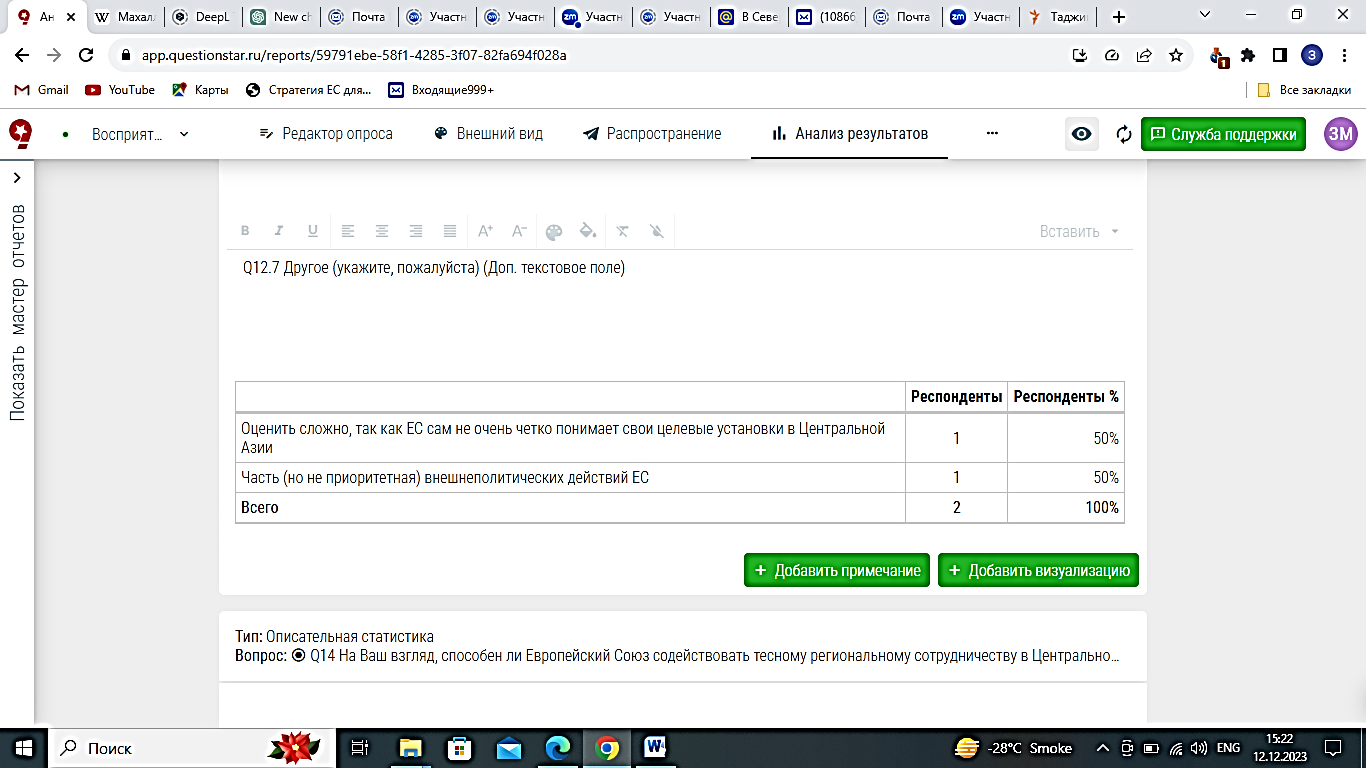 Ан
Махал
DeepL
New ch
Почта
Участн
Участн
Участн
Участн
В Севе
(10866
Почта
Участн
Таджи
app.questionstar.ru/reports/59791ebe-58f1-4285-3f07-82fa694f028a
1
З
Gmail
YouTube
Карты
Стратегия ЕС для...
Входящие999+
Все закладки
Восприят...
Редактор опроса
Внешний вид
Распространение
Анализ результатов
Служба поддержки
ЗМ
Показать мастер отчетов
B I U A+ A- Вставить
Q12.7 Другое (укажите, пожалуйста) (Доп. текстовое поле)
Респонденты Респонденты %
Оценить сложно, так как ЕС сам не очень четко понимает свои целевые установки в Центральной
Азии
1 50%
Часть (но не приоритетная) внешнеполитических действий ЕС 1 50%
Всего 2 100%
+ Добавить примечание
+ Добавить визуализацию
Тип: Описательная статистика
Вопрос: Q14 На Ваш взгляд, способен ли Европейский Союз содействовать тесному региональному сотрудничеству в Центрально...
Поиск
-28°C Smoke
ENG
15:22
12.12.2023